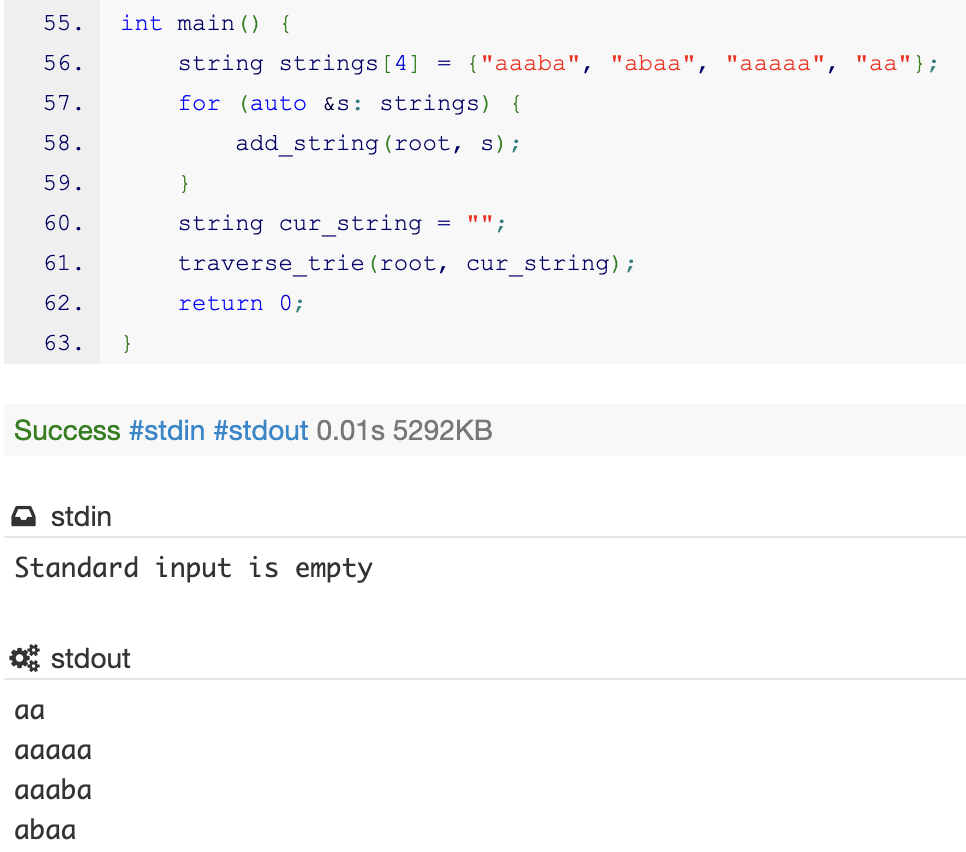 55. int main() {
56. string strings[4] = {"aaaba", "abaa", "aaaaa", "aa"};
57. for (auto &s: strings) {
58. add_string(root, s);
59. }
60. string cur_string = "";
61. traverse_trie(root, cur_string);
62. return 0;
63. }
Success #stdin #stdout 0.01s 5292KB
stdin
Standard input is empty
stdout
aa
aaaaa
aaaba
abaa